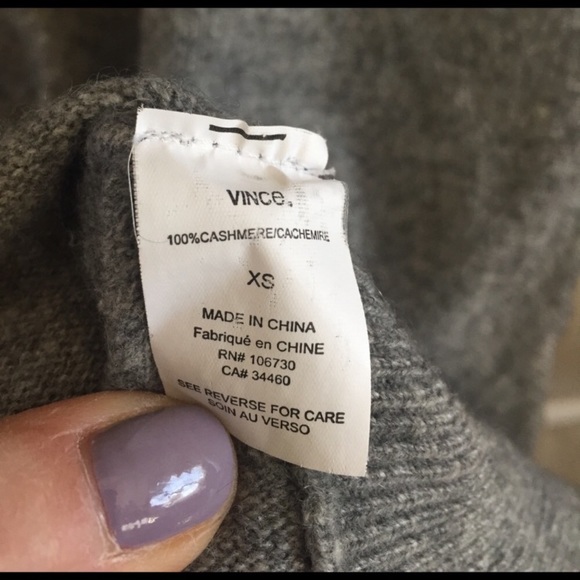 VINCe.
100%CASHMERE/CACHEMIRE
XS
MADE IN CHINA
Fabriqué en CHINE
RN# 106730
CA# 34460
SEE REVERSE FOR CARE
SOIN AU VERSO